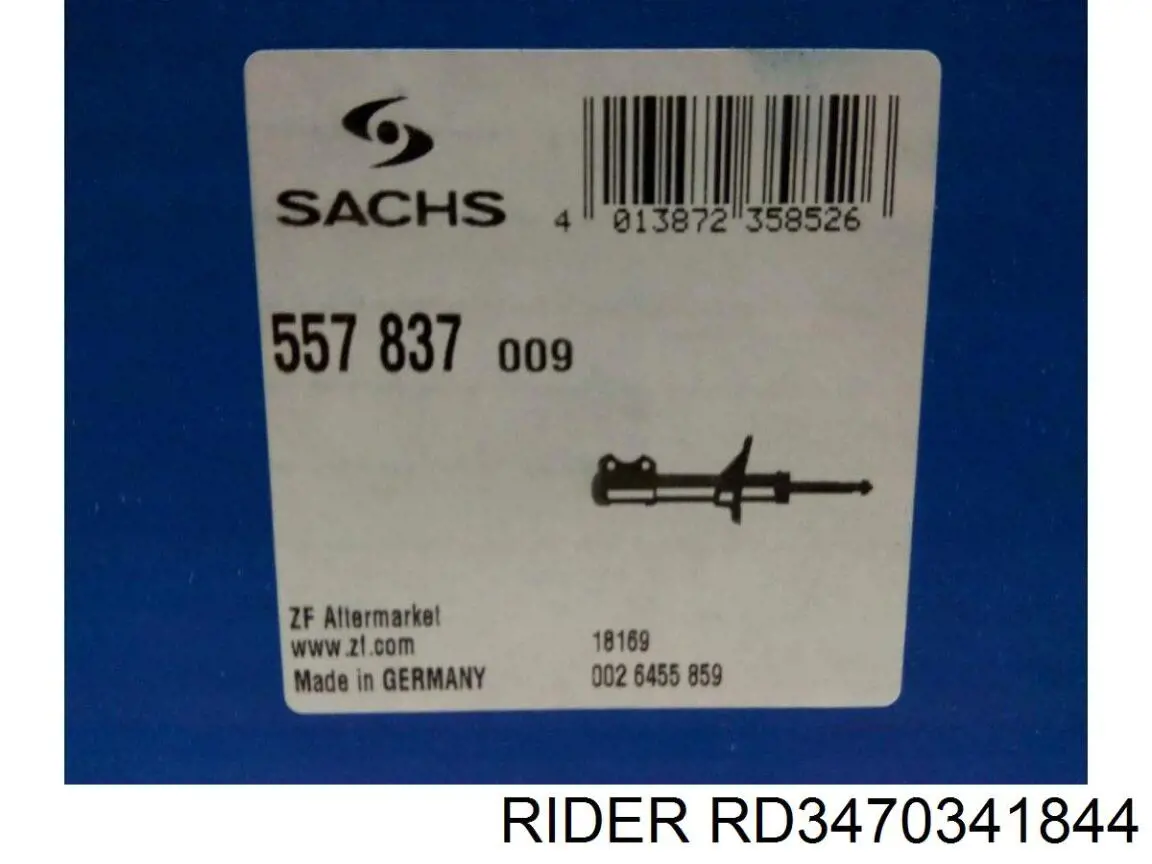 SACHS
4 013872 358526
557 837 009
ZF Aftermarket
www.zf.com
Made in GERMANY
18169
002 6455 859
RIDER RD3470341844